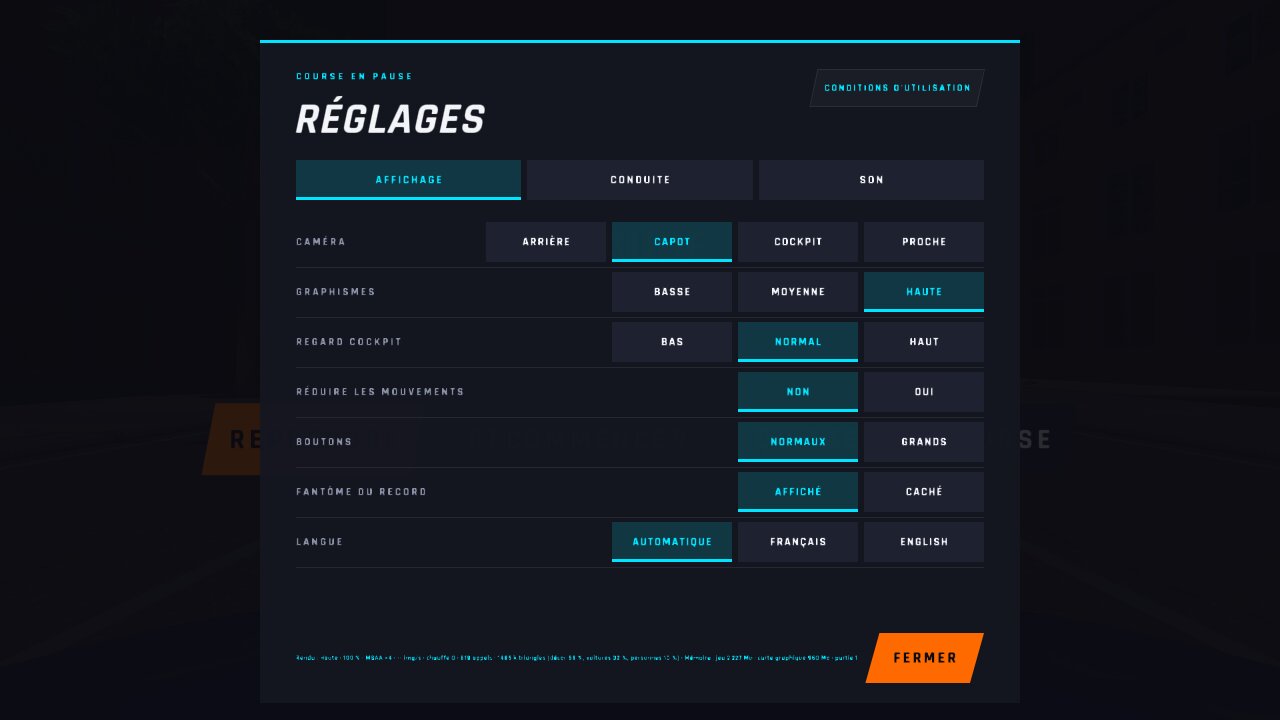 COURSE EN PAUSE
CONDITIONS D'UTILISATION
RÉGLAGES
AFFICHAGE CONDUITE SON
CAMÉRA ARRIÈRE CAPOT COCKPIT PROCHE
GRAPHISMES BASSE MOYENNE HAUTE
REGARD COCKPIT BAS NORMAL HAUT
RÉDUIRE LES MOUVEMENTS NON OUI
BOUTONS NORMAUX GRANDS
FANTÔME DU RECORD AFFICHÉ CACHÉ
LANGUE AUTOMATIQUE FRANÇAIS ENGLISH
FERMER